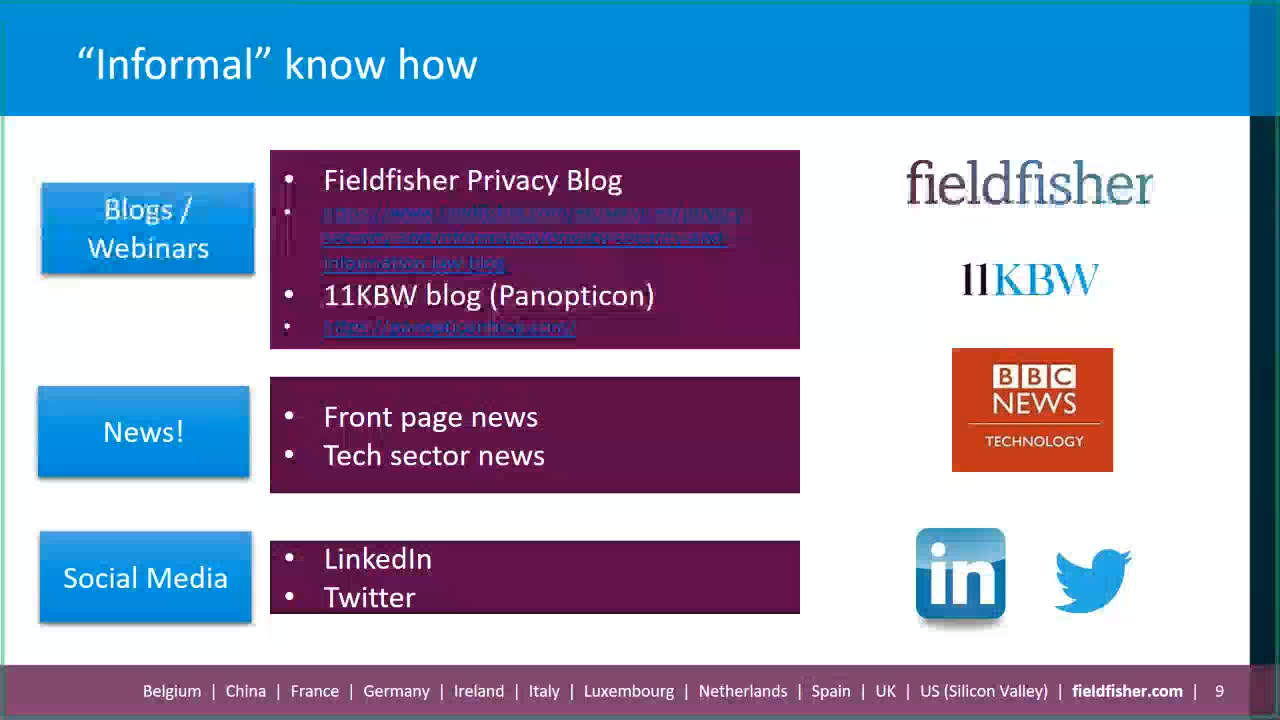 “Informal” know how
Blogs /
Webinars
• Fieldfisher Privacy Blog
• 11KBW blog (Panopticon)
News!
• Front page news
• Tech sector news
Social Media
• LinkedIn
• Twitter
fieldfisher
11KBW
BBC
NEWS
TECHNOLOGY
in
Belgium | China | France | Germany | Ireland | Italy | Luxembourg | Netherlands | Spain | UK | US (Silicon Valley) | fieldfisher.com | 9